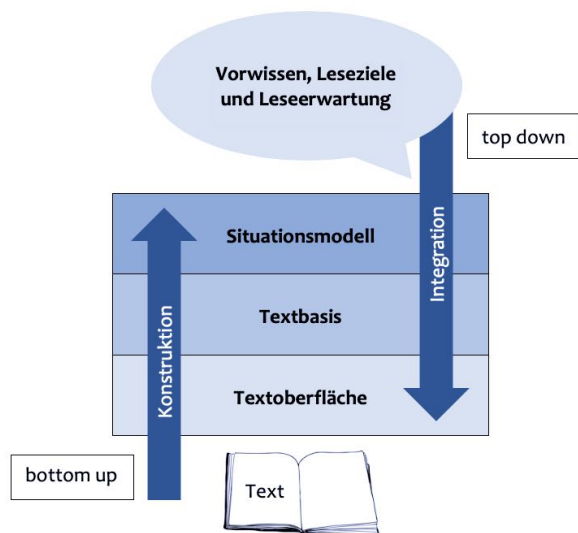 Vorwissen, Leseziele
und Leseerwartung
top down
Situationsmodell
Integration
Konstruktion
Textbasis
Textoberfläche
bottom up
Text